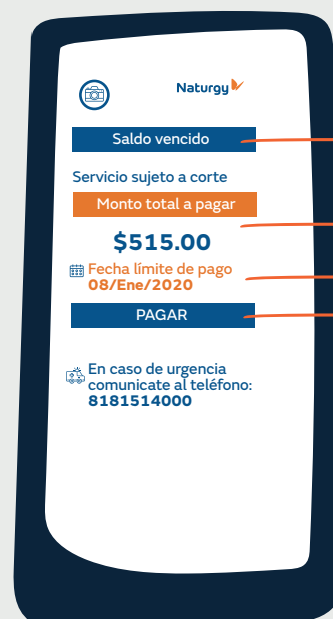 Naturgy
Saldo vencido
Servicio sujeto a corte
Monto total a pagar
$515.00
Fecha límite de pago
08/Ene/2020
PAGAR
En caso de urgencia
comunicate al teléfono:
8181514000